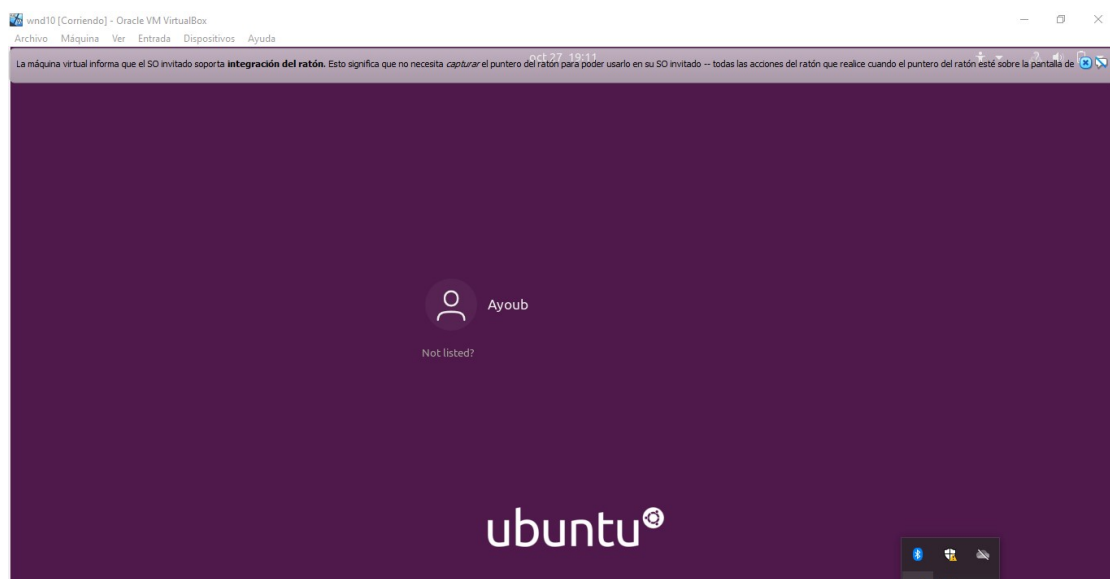 wnd10 [Corriendo] - Oracle VM VirtualBox
Archivo Máquina Ver Entrada Dispositivos Ayuda
oct 27 19:11
La máquina virtual informa que el SO invitado soporta integración del ratón. Esto significa que no necesita capturar el puntero del ratón para poder usarlo en su SO invitado -- todas las acciones del ratón que realice cuando el puntero del ratón esté sobre la pantalla de
Ayoub
Not listed?
ubuntu